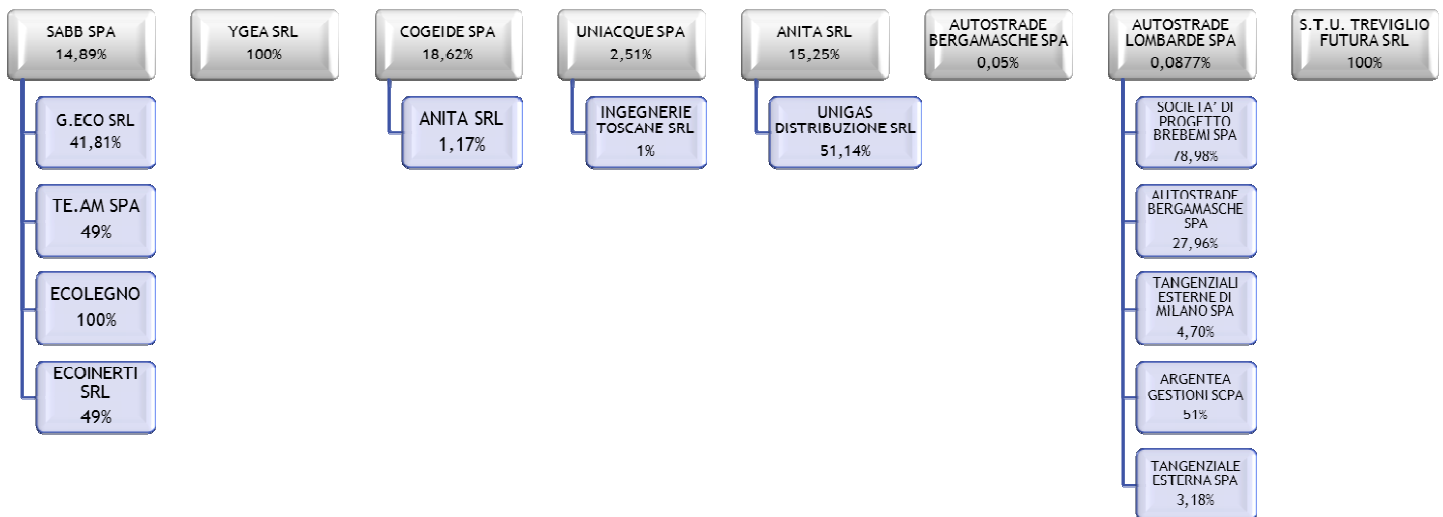 SABB SPA
14,89%
YGEA SRL
100%
COGEIDE SPA
18,62%
UNIACQUE SPA
2,51%
ANITA SRL
15,25%
AUTOSTRADE
BERGAMASCHE SPA
0,05%
AUTOSTRADE
LOMBARDE SPA
0,0877%
S.T.U. TREVIGLIO
FUTURA SRL
100%
G.ECO SRL
41,81%
TE.AM SPA
49%
ECOLEGNO
100%
ECOINERTI
SRL
49%
ANITA SRL
1,17%
INGEGNERIE
TOSCANE SRL
1%
UNIGAS
DISTRIBUZIONE SRL
51,14%
SOCIETA' DI
PROGETTO
BREBEMI SPA
78,98%
AUTOSTRADE
BERGAMASCHE
SPA
27,96%
TANGENZIALI
ESTERNE DI
MILANO SPA
4,70%
ARGENTEA
GESTIONI SCPA
51%
TANGENZIALE
ESTERNA SPA
3,18%